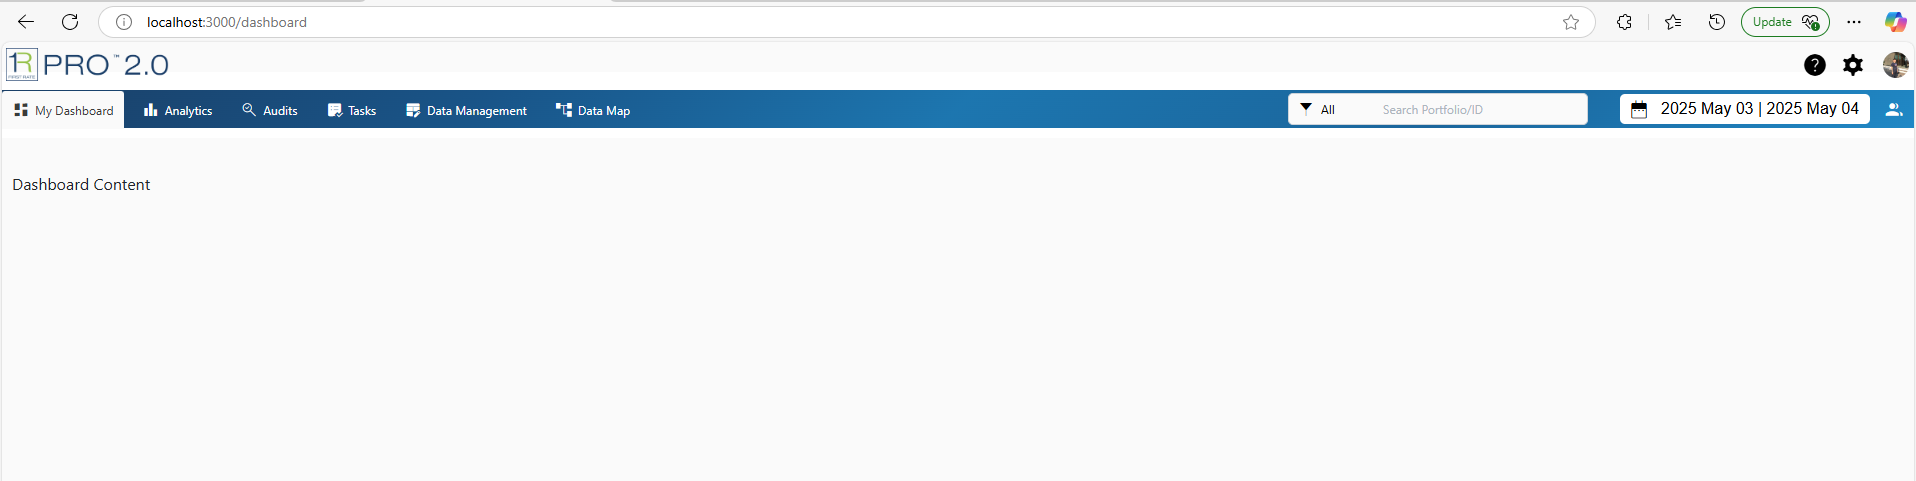 localhost:3000/dashboard
Update
1R FIRST RATE PRO™ 2.0
?
My Dashboard Analytics Audits Tasks Data Management Data Map All Search Portfolio/ID 2025 May 03 | 2025 May 04
Dashboard Content